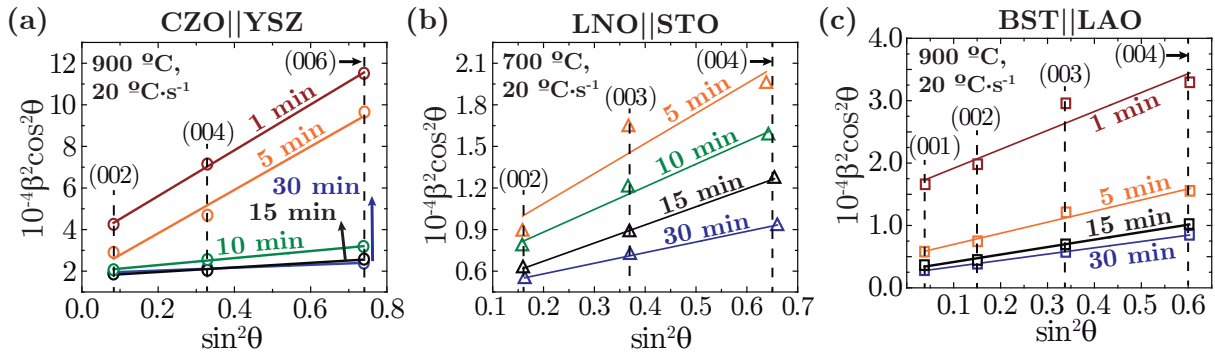 (a) CZO||YSZ
10⁻⁴β²cos²θ
12
10
8
6
4
2
900 ºC,
20 ºC·s⁻¹
(006)
(004)
(002)
1 min
5 min
30 min
15 min
10 min
0.0 0.2 0.4 0.6 0.8
sin²θ
(b) LNO||STO
10⁻⁴β²cos²θ
2.1
1.8
1.5
1.2
0.9
0.6
700 ºC,
20 ºC·s⁻¹
(004)
(003)
(002)
5 min
10 min
15 min
30 min
0.1 0.2 0.3 0.4 0.5 0.6 0.7
sin²θ
(c) BST||LAO
10⁻⁴β²cos²θ
4.0
3.0
2.0
1.0
0.0
900 ºC,
20 ºC·s⁻¹
(004)
(003)
(002)
(001)
1 min
5 min
15 min
30 min
0.0 0.1 0.2 0.3 0.4 0.5 0.6
sin²θ